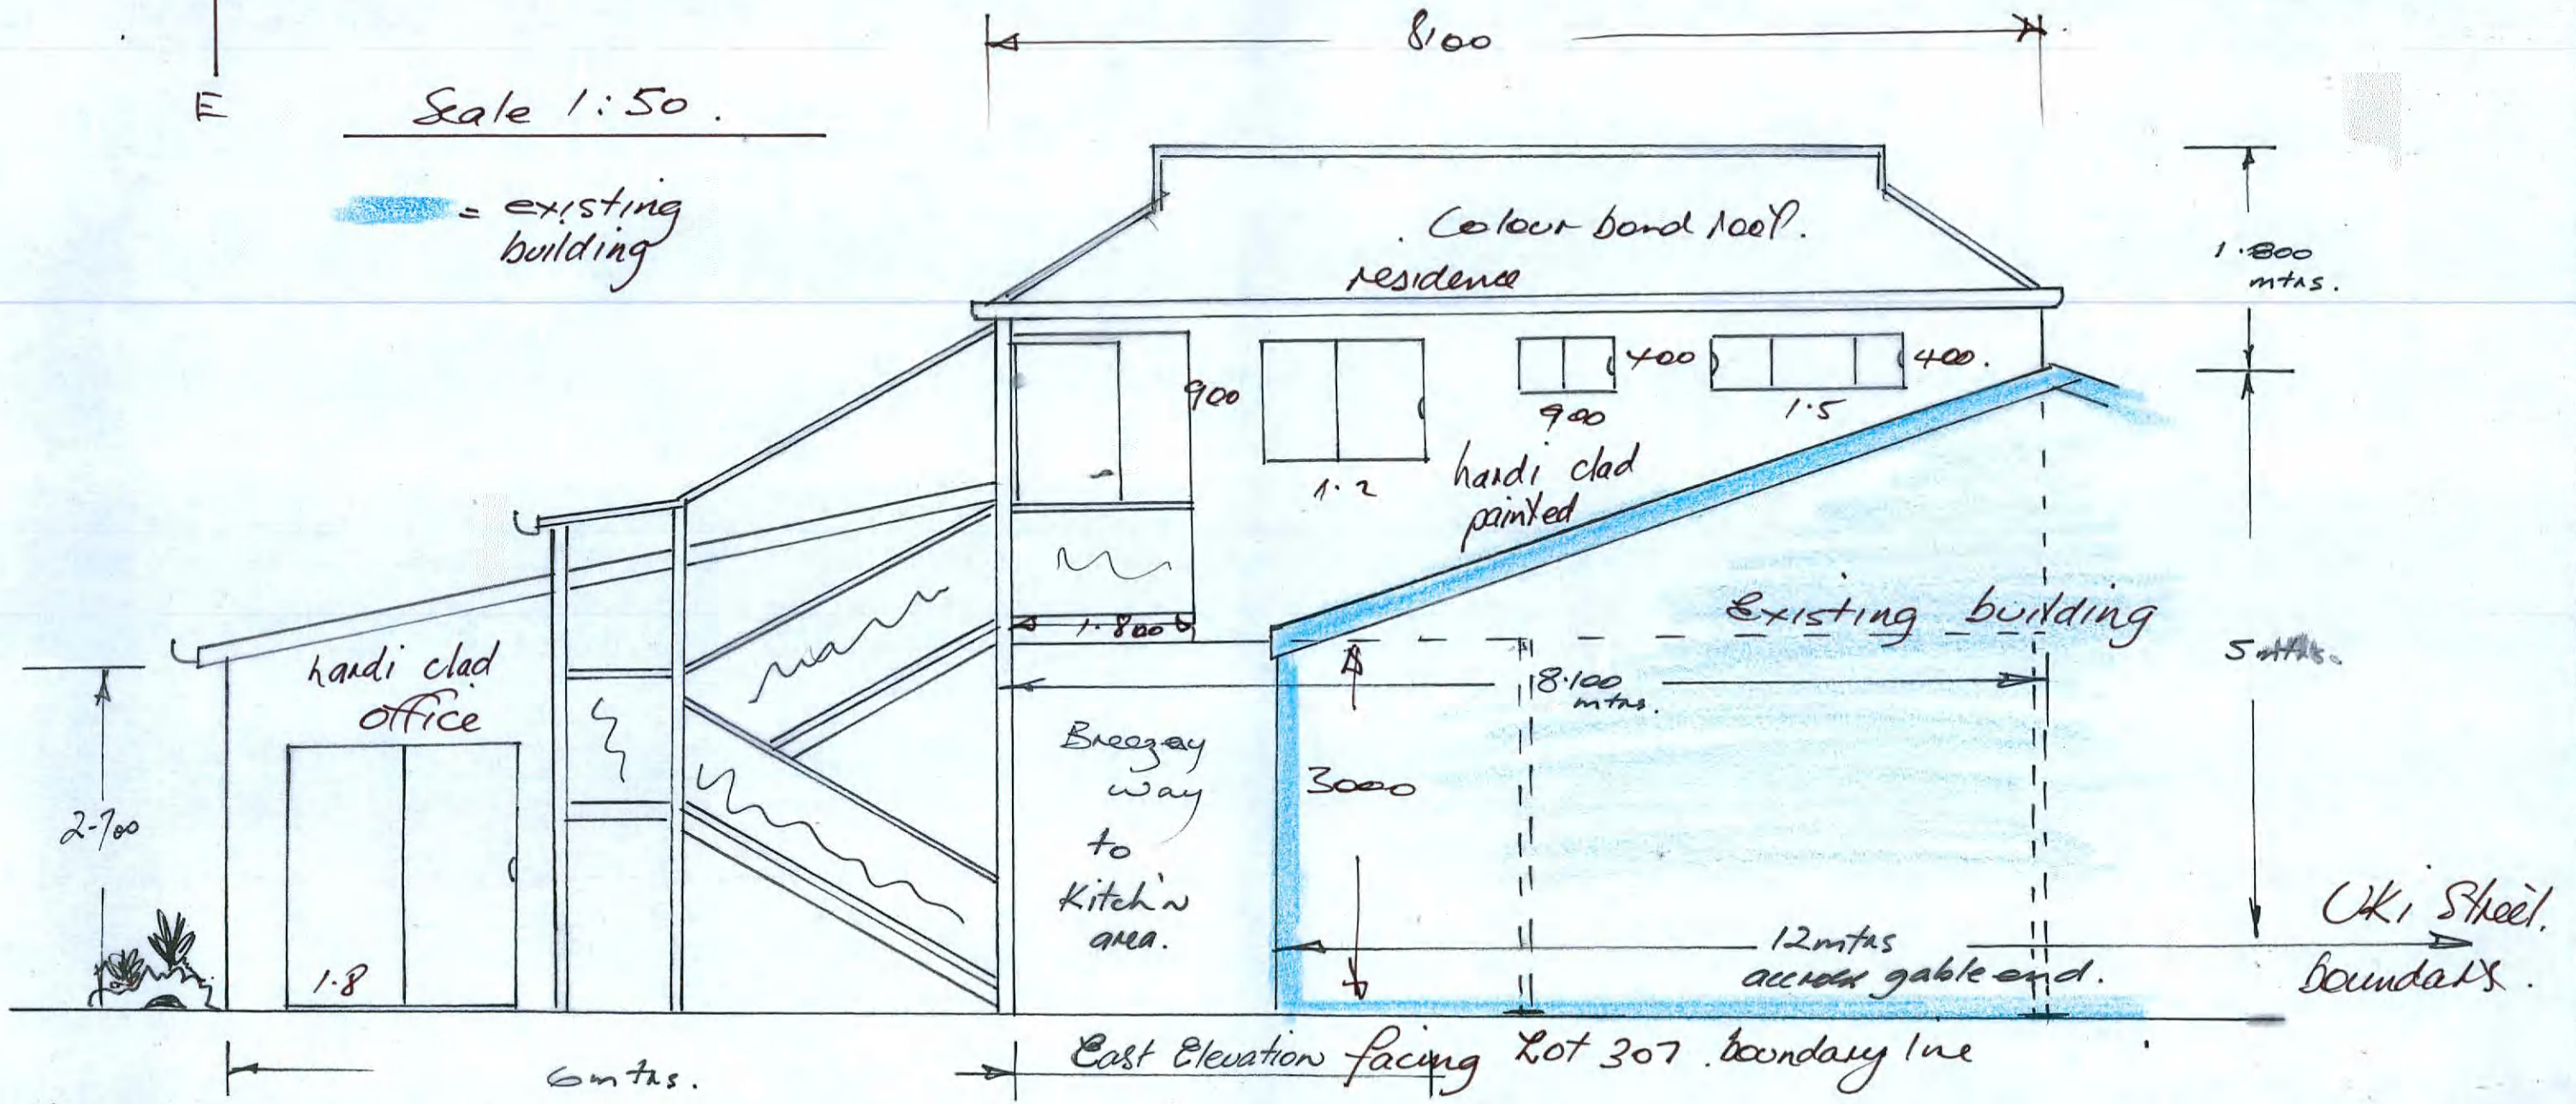 8100
E
Scale 1:50.
= existing
building
Colour bond roof.
residence
1.800
mtrs.
900
1.2
400
900
400.
1.5
hardi clad
painted
1.800
Existing building
5 mtrs.
8.100
mtrs.
hardi clad
office
2.700
1.8
Breezay
way
to
Kitch'n
area.
3000
12mtrs
accross gable end.
Uki Street.
boundary.
6mtrs.
East Elevation facing Lot 307. boundary line